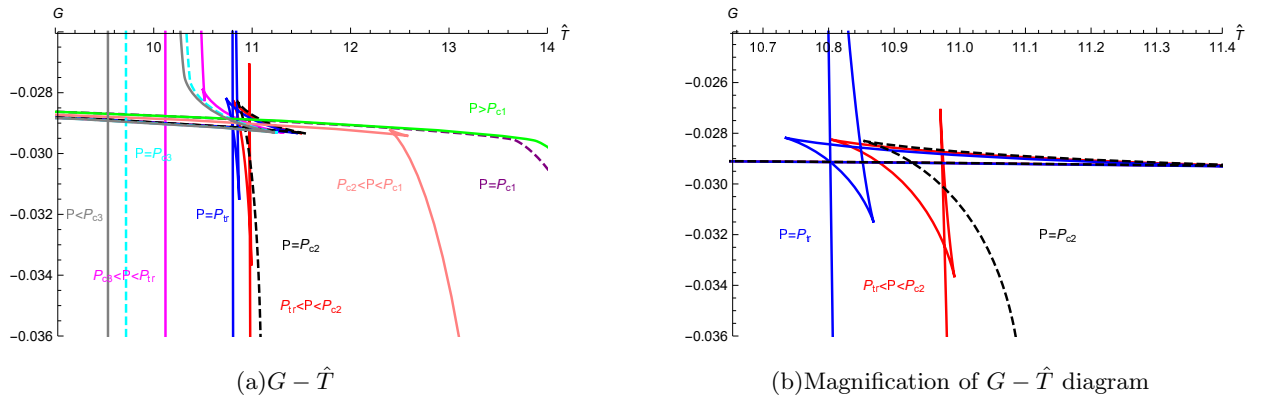 G
T̂
10 11 12 13 14
-0.028
-0.030
-0.032
-0.034
-0.036
P>P_c1
P=P_c3
P_c2<P<P_c1
P=P_c1
P<P_c3
P=P_tr
P=P_c2
P_c3<P<P_tr
P_tr<P<P_c2
(a)G − T̂
G
T̂
10.7 10.8 10.9 11.0 11.1 11.2 11.3 11.4
-0.026
-0.028
-0.030
-0.032
-0.034
-0.036
P=P_tr
P=P_c2
P_tr<P<P_c2
(b)Magnification of G − T̂ diagram